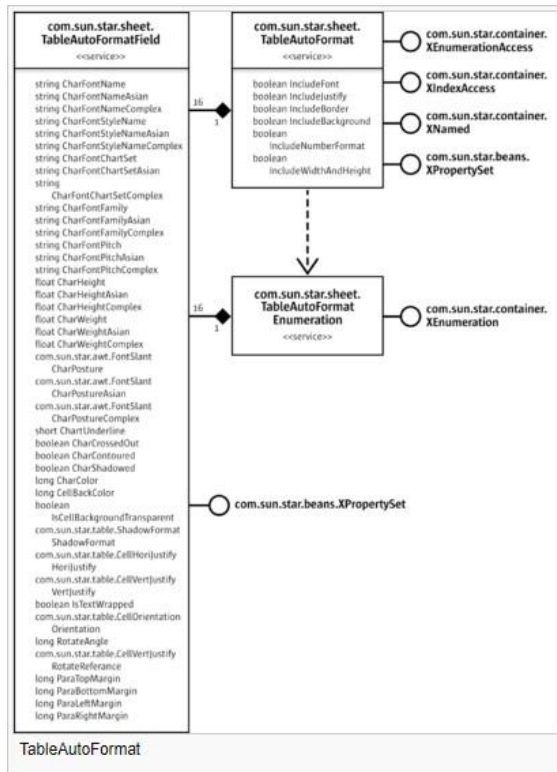 com.sun.star.sheet.
TableAutoFormatField
<<service>>
string CharFontName
string CharFontNameAsian
string CharFontNameComplex
string CharFontStyleName
string CharFontStyleNameAsian
string CharFontStyleNameComplex
string CharFontChartSet
string CharFontChartSetAsian
string
CharFontChartSetComplex
string CharFontFamily
string CharFontFamilyAsian
string CharFontFamilyComplex
string CharFontPitch
string CharFontPitchAsian
string CharFontPitchComplex
float CharHeight
float CharHeightAsian
float CharHeightComplex
float CharWeight
float CharWeightAsian
float CharWeightComplex
com.sun.star.awt.FontSlant
CharPosture
com.sun.star.awt.FontSlant
CharPostureAsian
com.sun.star.awt.FontSlant
CharPostureComplex
short ChartUnderline
boolean CharCrossedOut
boolean CharContoured
boolean CharShadowed
long CharColor
long CellBackColor
boolean
IsCellBackgroundTransparent
com.sun.star.table.ShadowFormat
ShadowFormat
com.sun.star.table.CellHoriJustify
HoriJustify
com.sun.star.table.CellVertJustify
VertJustify
boolean IsTextWrapped
com.sun.star.table.CellOrientation
Orientation
long RotateAngle
com.sun.star.table.CellVertJustify
RotateReferance
long ParaTopMargin
long ParaBottomMargin
long ParaLeftMargin
long ParaRightMargin
16
1
com.sun.star.sheet.
TableAutoFormat
<<service>>
boolean IncludeFont
boolean IncludeJustify
boolean IncludeBorder
boolean IncludeBackground
boolean
IncludeNumberFormat
boolean
IncludeWidthAndHeight
com.sun.star.container.
XEnumerationAccess
com.sun.star.container.
XIndexAccess
com.sun.star.container.
XNamed
com.sun.star.beans.
XPropertySet
16
1
com.sun.star.sheet.
TableAutoFormat
Enumeration
<<service>>
com.sun.star.container.
XEnumeration
com.sun.star.beans.XPropertySet
TableAutoFormat